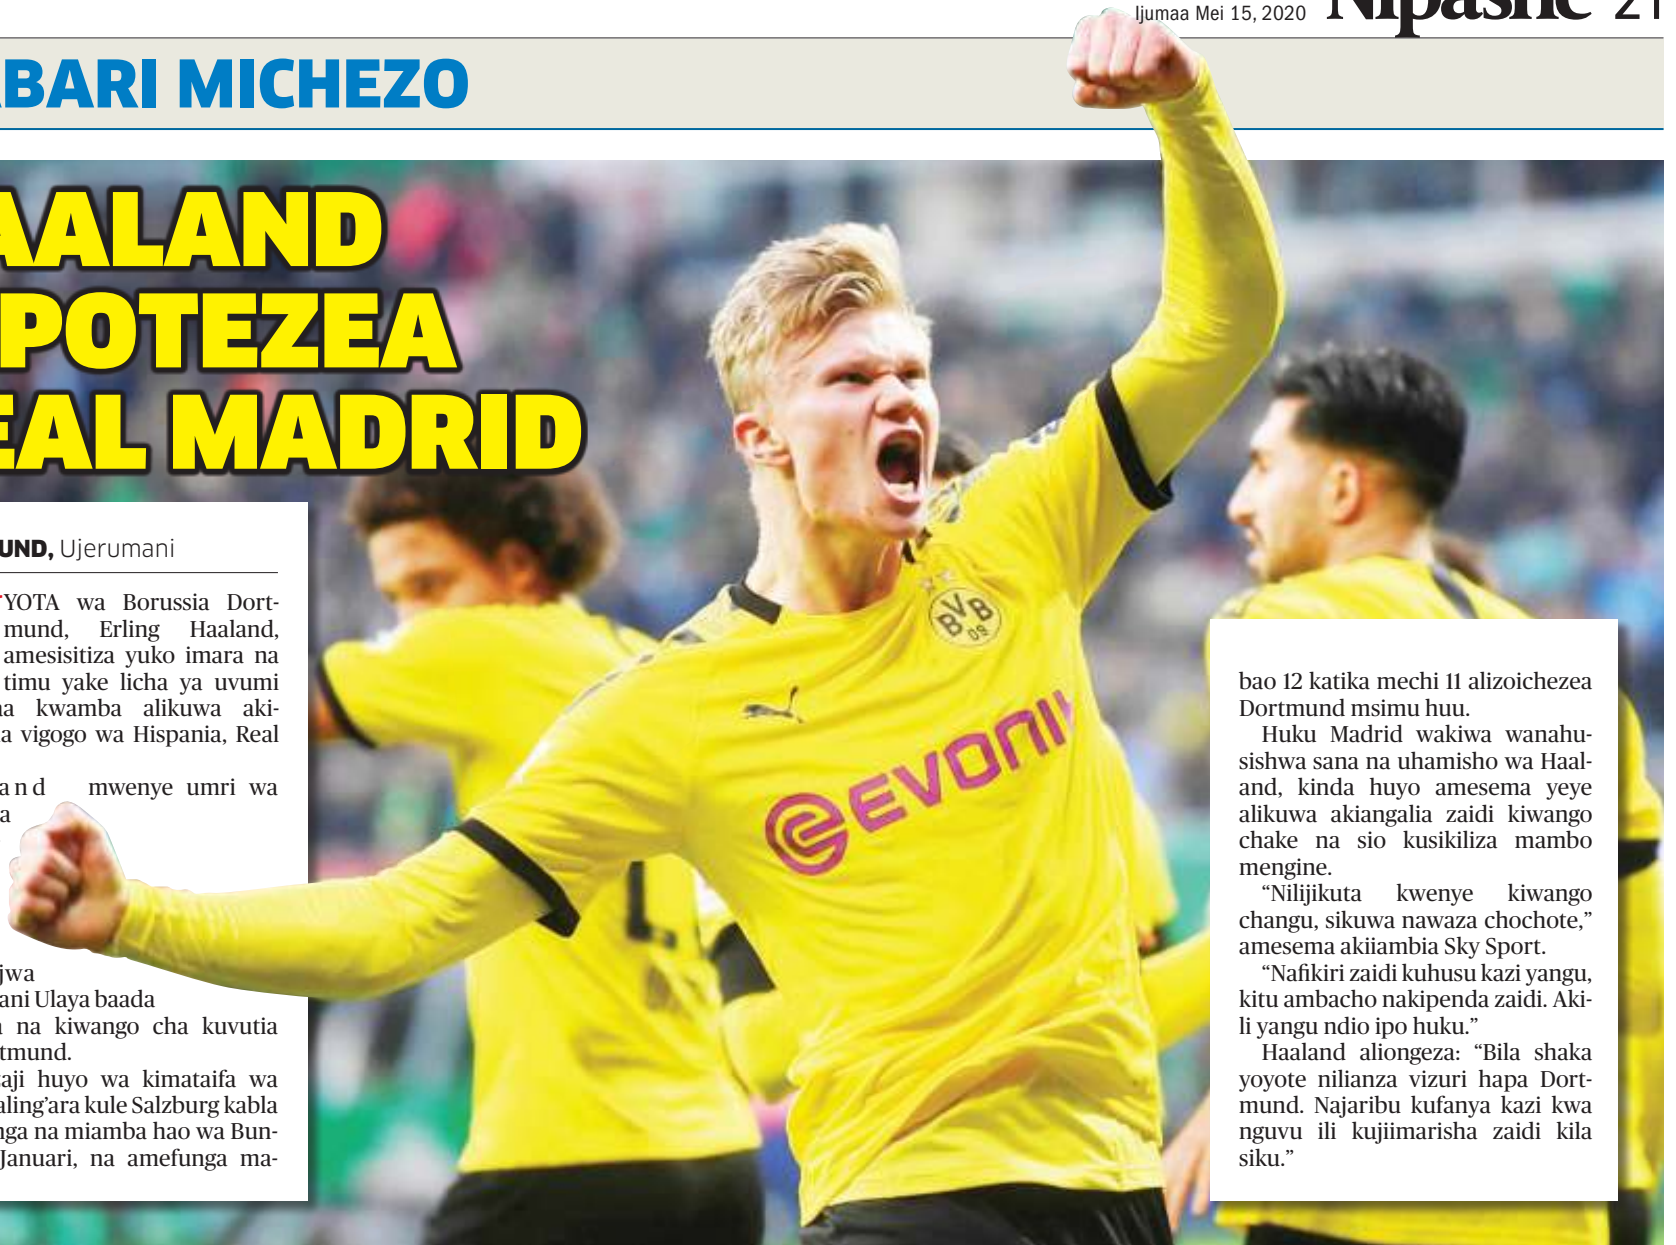 Ijumaa Mei 15, 2020 Nipashe 21
BARI MICHEZO
AALAND
POTEZEA
EAL MADRID
UND, Ujerumani
YOTA wa Borussia Dort-
mund, Erling Haaland,
amesisitiza yuko imara na
timu yake licha ya uvumi
kwamba alikuwa aki-
a vigogo wa Hispania, Real
and mwenye umri wa
a
jwa
ani Ulaya baada
na kiwango cha kuvutia
tmund.
aji huyo wa kimataifa wa
aling'ara kule Salzburg kabla
nga na miamba hao wa Bun-
Januari, na amefunga ma-
BVB
09
EVONI
bao 12 katika mechi 11 alizoichezea
Dortmund msimu huu.
Huku Madrid wakiwa wanahu-
sishwa sana na uhamisho wa Haal-
and, kinda huyo amesema yeye
alikuwa akiangalia zaidi kiwango
chake na sio kusikiliza mambo
mengine.
“Nilijikuta kwenye kiwango
changu, sikuwa nawaza chochote,”
amesema akiiambia Sky Sport.
“Nafikiri zaidi kuhusu kazi yangu,
kitu ambacho nakipenda zaidi. Aki-
li yangu ndio ipo huku.”
Haaland aliongeza: “Bila shaka
yoyote nilianza vizuri hapa Dort-
mund. Najaribu kufanya kazi kwa
nguvu ili kujiimarisha zaidi kila
siku.”